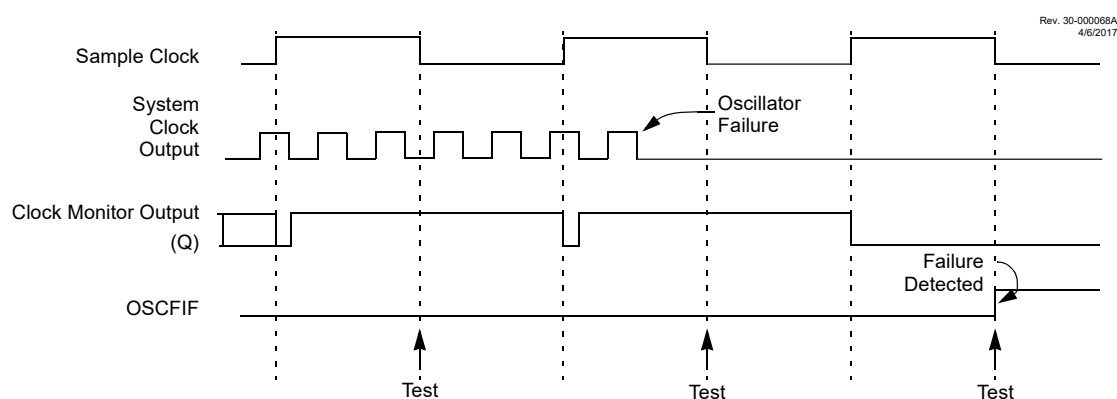 Rev. 30-000068A
4/6/2017
Sample Clock
System
Clock
Output
Oscillator
Failure
Clock Monitor Output
(Q)
Failure
Detected
OSCFIF
Test
Test
Test